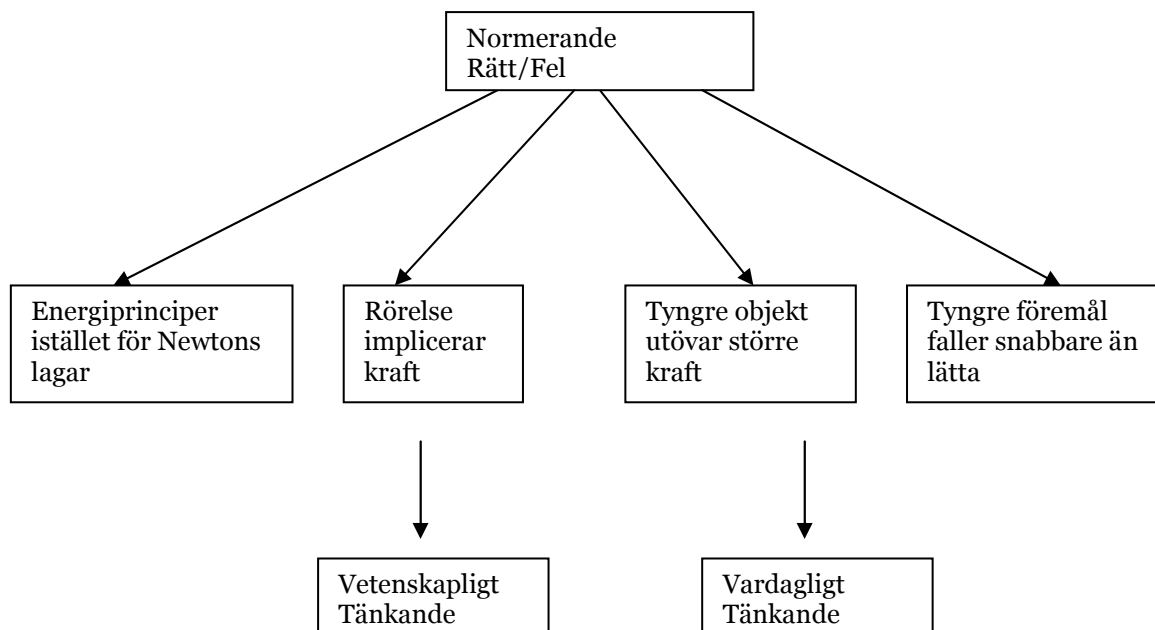 Normerande
Rätt/Fel
Energiprinciper
istället för Newtons
lagar
Rörelse
implicerar
kraft
Tyngre objekt
utövar större
kraft
Tyngre föremål
faller snabbare än
lätta
Vetenskapligt
Tänkande
Vardagligt
Tänkande